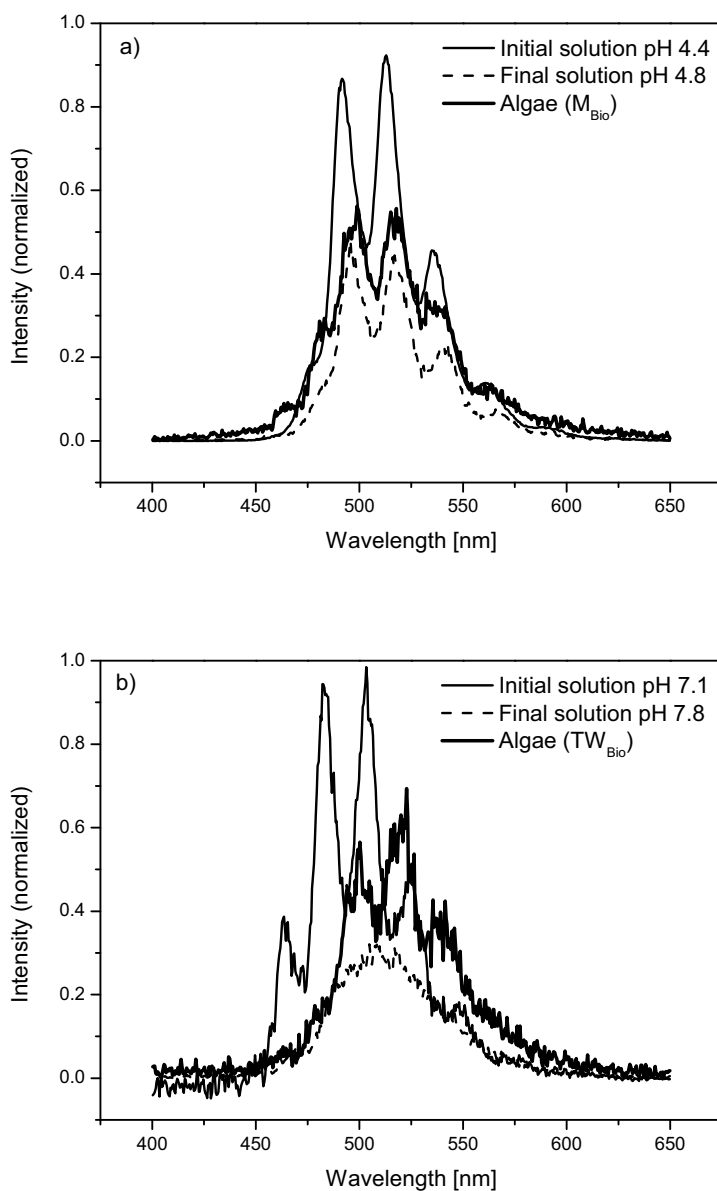 a)
Initial solution pH 4.4
Final solution pH 4.8
Algae (M_Bio)
Intensity (normalized)
1.0
0.8
0.6
0.4
0.2
0.0
400 450 500 550 600 650
Wavelength [nm]
b)
Initial solution pH 7.1
Final solution pH 7.8
Algae (TW_Bio)
Intensity (normalized)
1.0
0.8
0.6
0.4
0.2
0.0
400 450 500 550 600 650
Wavelength [nm]